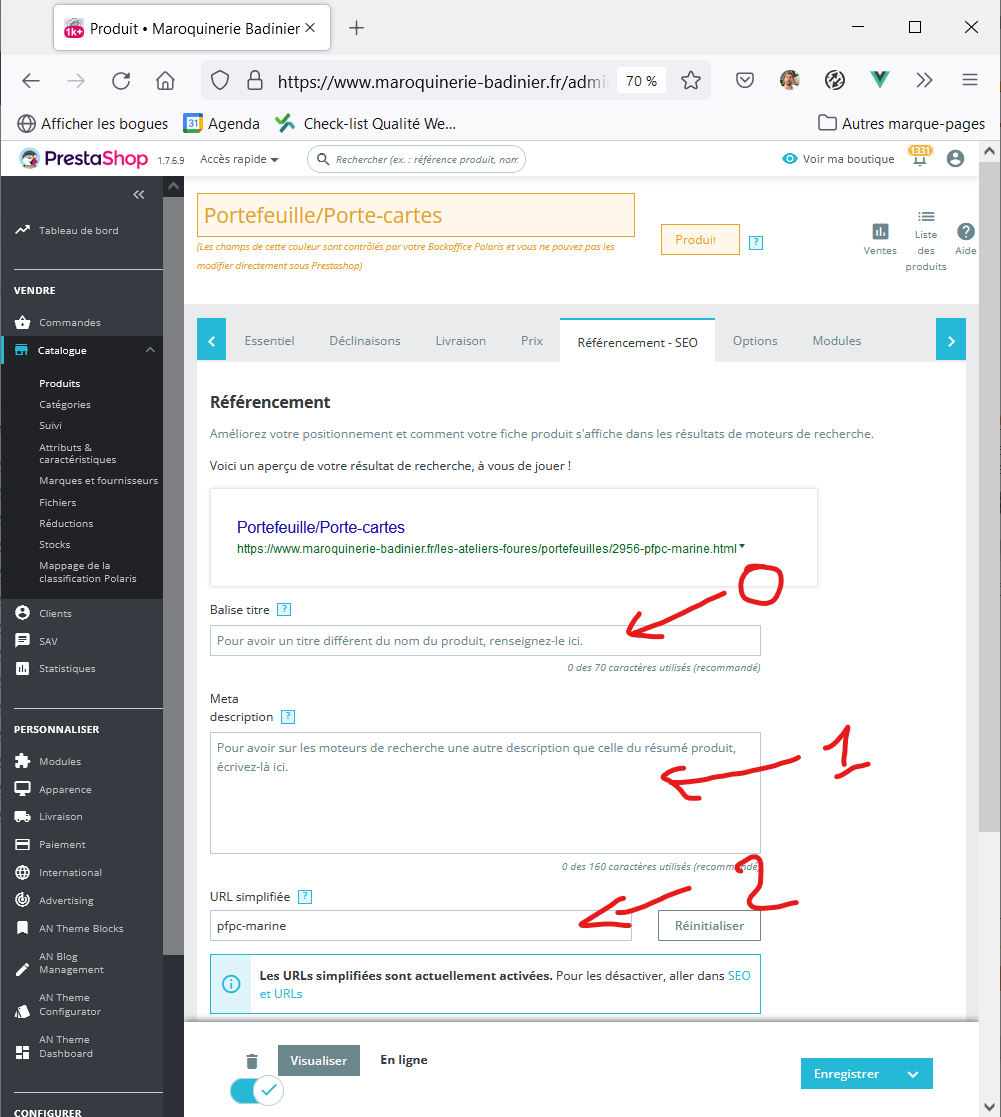 1k+ Produit • Maroquinerie Badinier
https://www.maroquinerie-badinier.fr/admi 70 %
Afficher les bogues 31 Agenda Check-list Qualité We... Autres marque-pages
PrestaShop 1.7.6.9 Accès rapide Rechercher (ex. : référence produit, nom Voir ma boutique 1331
Tableau de bord
VENDRE
Commandes
Catalogue
Produits
Catégories
Suivi
Attributs &
caractéristiques
Marques et fournisseurs
Fichiers
Réductions
Stocks
Mappage de la
classification Polaris
Clients
SAV
Statistiques
PERSONNALISER
Modules
Apparence
Livraison
Paiement
International
Advertising
AN Theme Blocks
AN Blog
Management
AN Theme
Configurator
AN Theme
Dashboard
CONFIGURER
Portefeuille/Porte-cartes
(Les champs de cette couleur sont contrôlés par votre Backoffice Polaris et vous ne pouvez pas les
modifier directement sous Prestashop)
Produit ?
Ventes
Liste
des
produits
Aide
Essentiel Déclinaisons Livraison Prix Référencement - SEO Options Modules
Référencement
Améliorez votre positionnement et comment votre fiche produit s'affiche dans les résultats de moteurs de recherche.
Voici un aperçu de votre résultat de recherche, à vous de jouer !
Portefeuille/Porte-cartes
https://www.maroquinerie-badinier.fr/les-ateliers-foures/portefeuilles/2956-pfpc-marine.html
0
Balise titre ?
Pour avoir un titre différent du nom du produit, renseignez-le ici.
0 des 70 caractères utilisés (recommandé)
Meta
description ?
Pour avoir sur les moteurs de recherche une autre description que celle du résumé produit,
écrivez-là ici.
1
0 des 160 caractères utilisés (recommandé)
2
URL simplifiée ?
pfpc-marine Réinitialiser
Les URLs simplifiées sont actuellement activées. Pour les désactiver, aller dans SEO
et URLs
Visualiser En ligne
Enregistrer